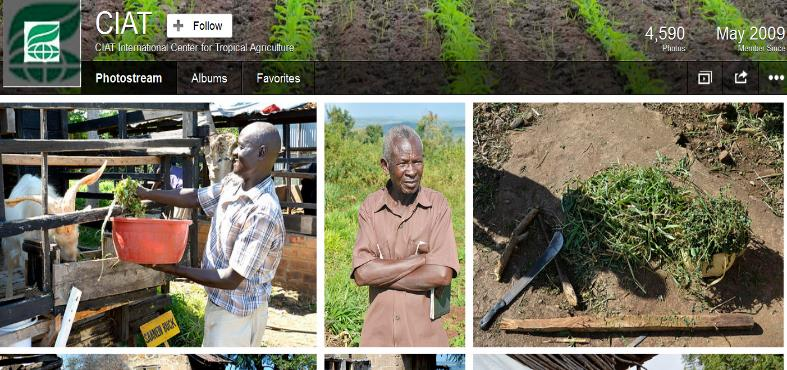 CIAT
Follow
CIAT International Center for Tropical Agriculture
4,590
Photos
May 2009
Member Since
Photostream
Albums
Favorites